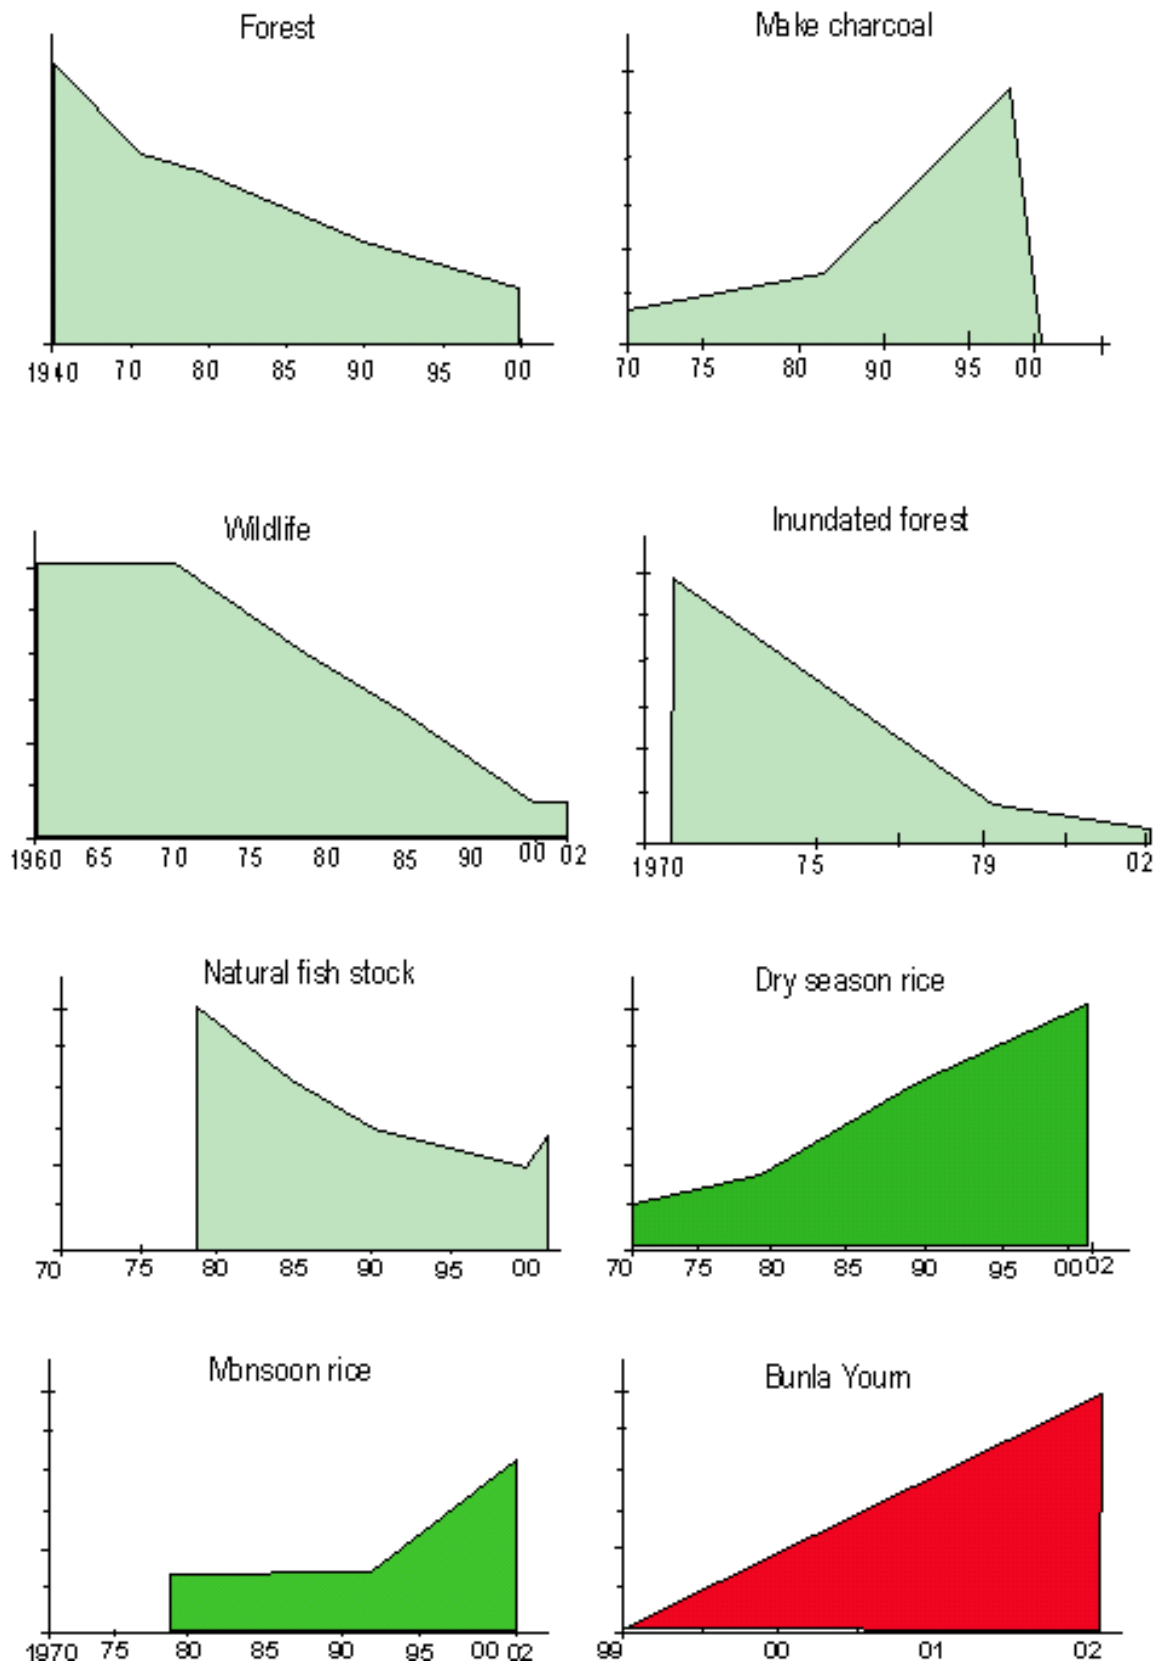 Forest
1940 70 80 85 90 95 00
Make charcoal
70 75 80 90 95 00
Wildlife
1960 65 70 75 80 85 90 00 02
Inundated forest
1970 75 79 02
Natural fish stock
70 75 80 85 90 95 00
Dry season rice
70 75 80 85 90 95 00 02
Monsoon rice
1970 75 80 85 90 95 00 02
Bunla Youm
99 00 01 02